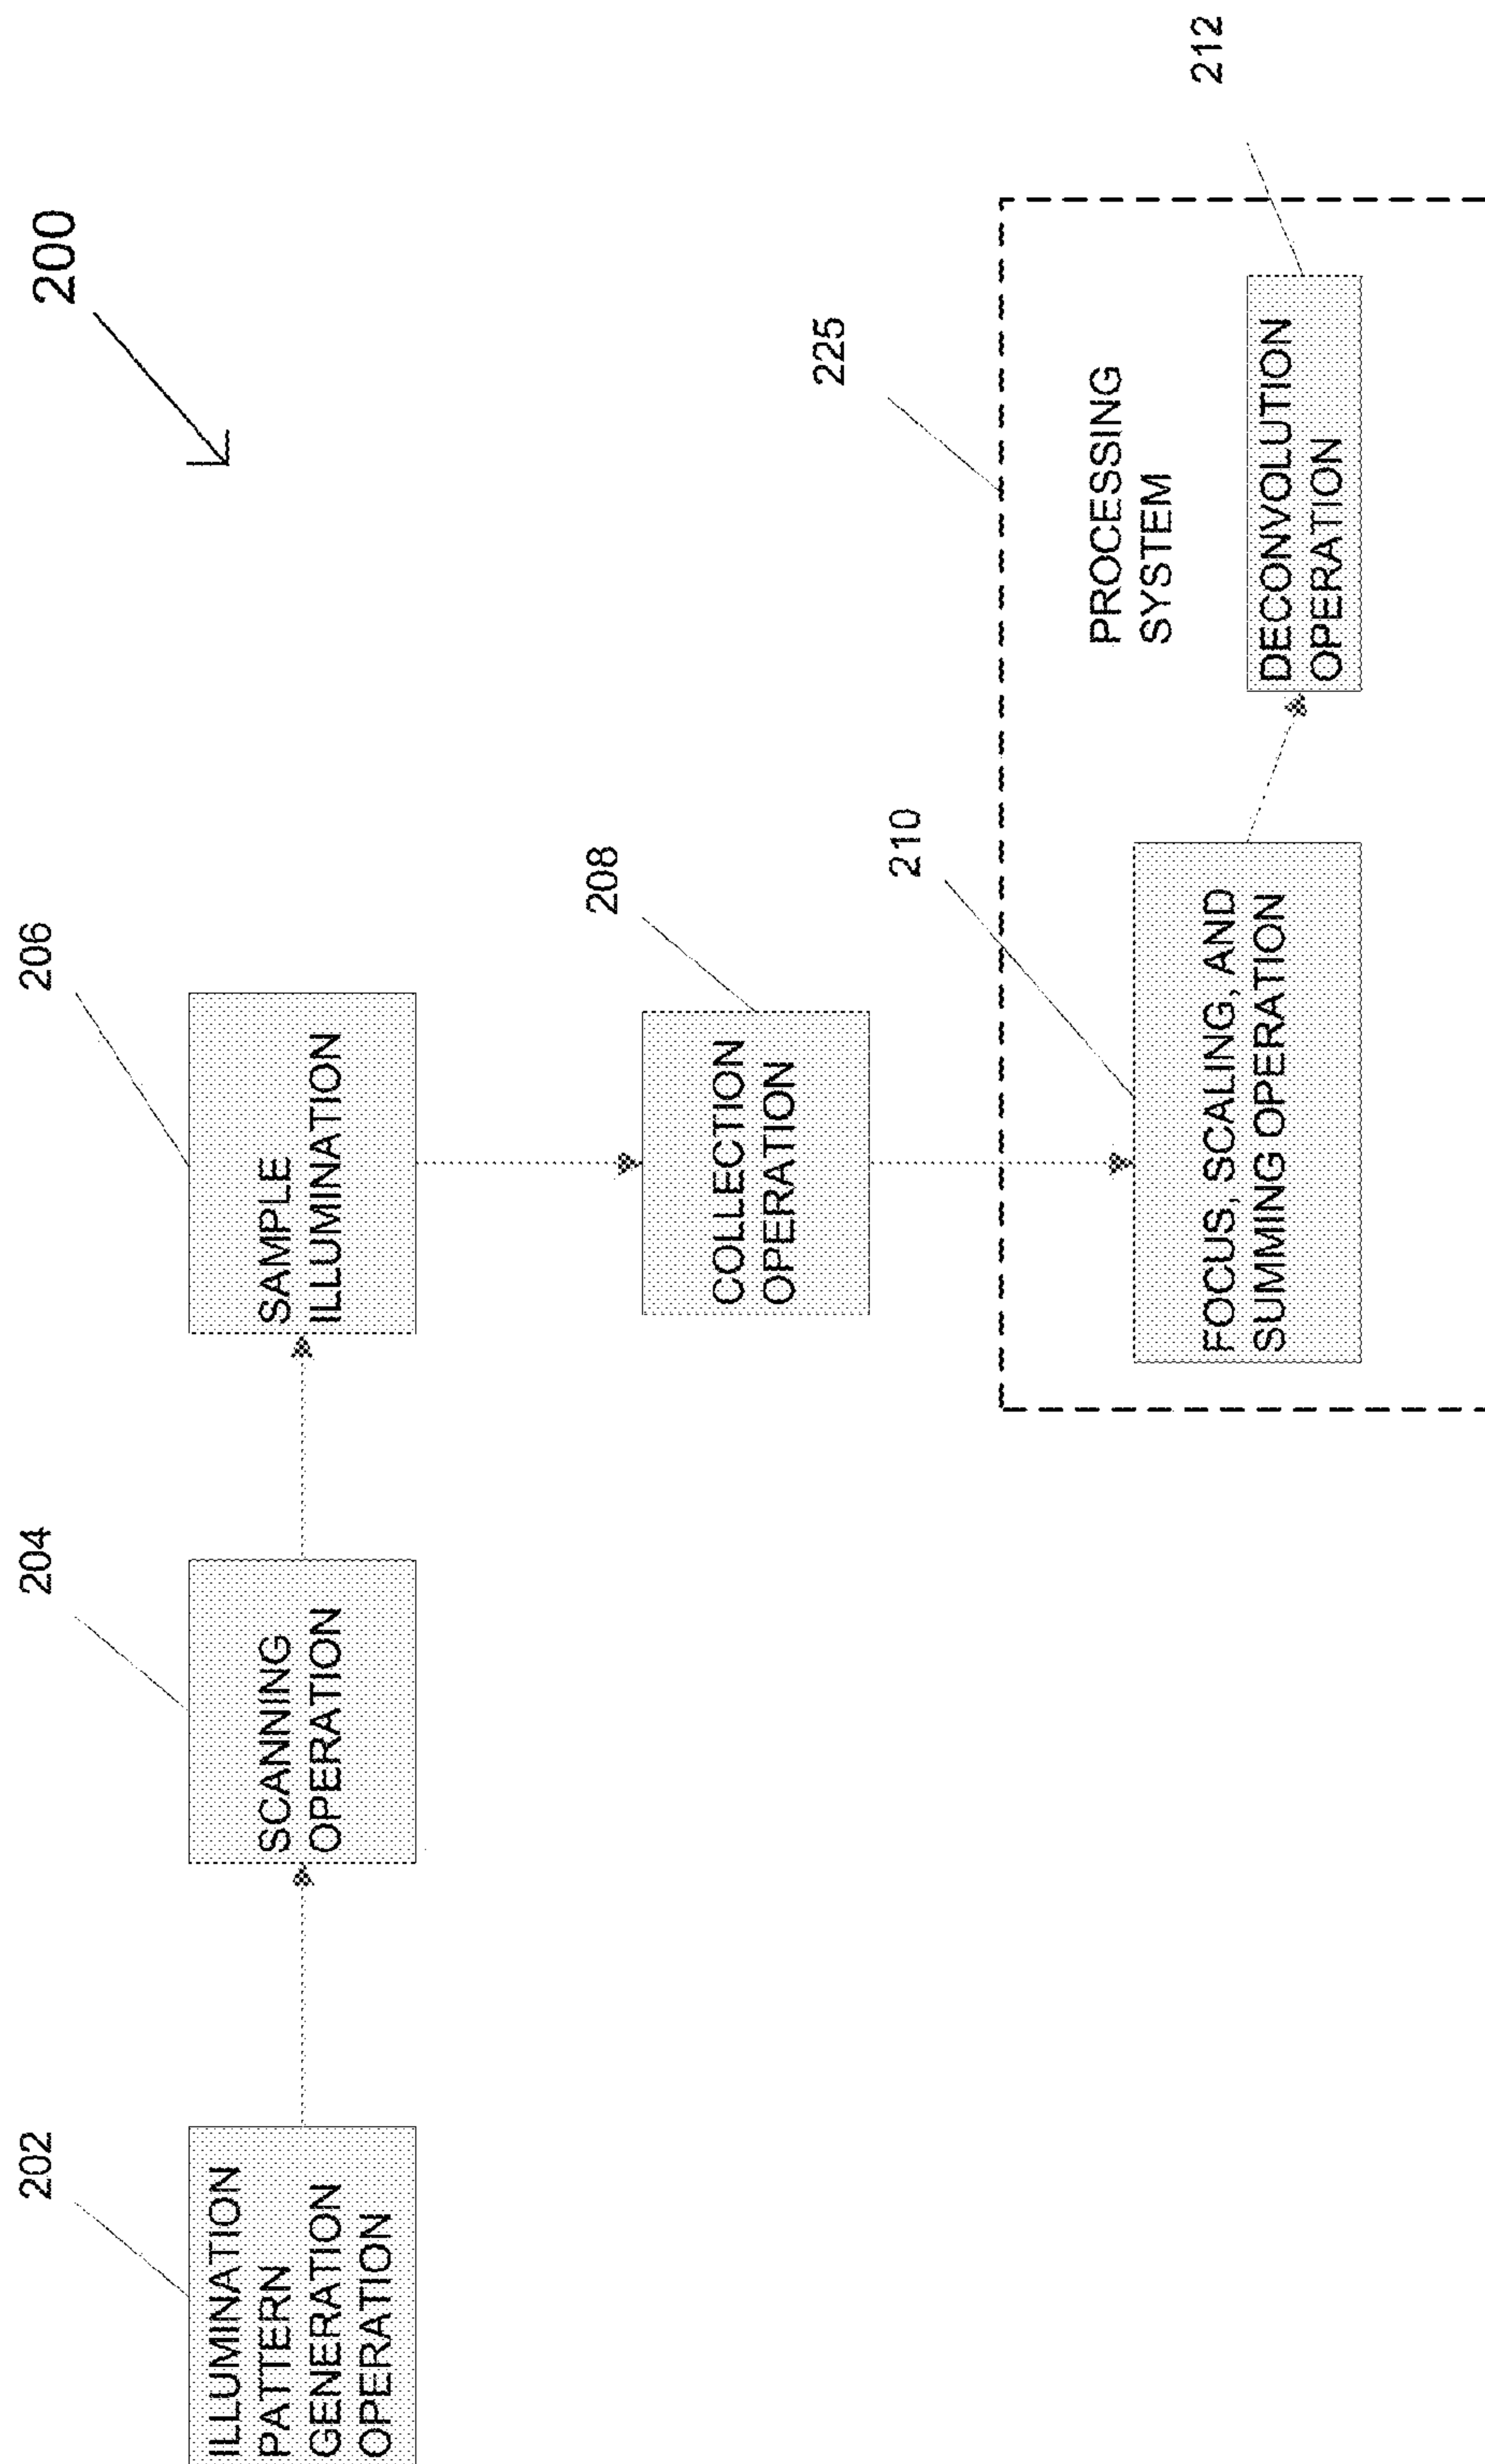 200
202
ILLUMINATION
PATTERN
GENERATION
OPERATION
204
SCANNING
OPERATION
206
SAMPLE
ILLUMINATION
208
COLLECTION
OPERATION
225
PROCESSING
SYSTEM
210
FOCUS, SCALING, AND
SUMMING OPERATION
212
DECONVOLUTION
OPERATION